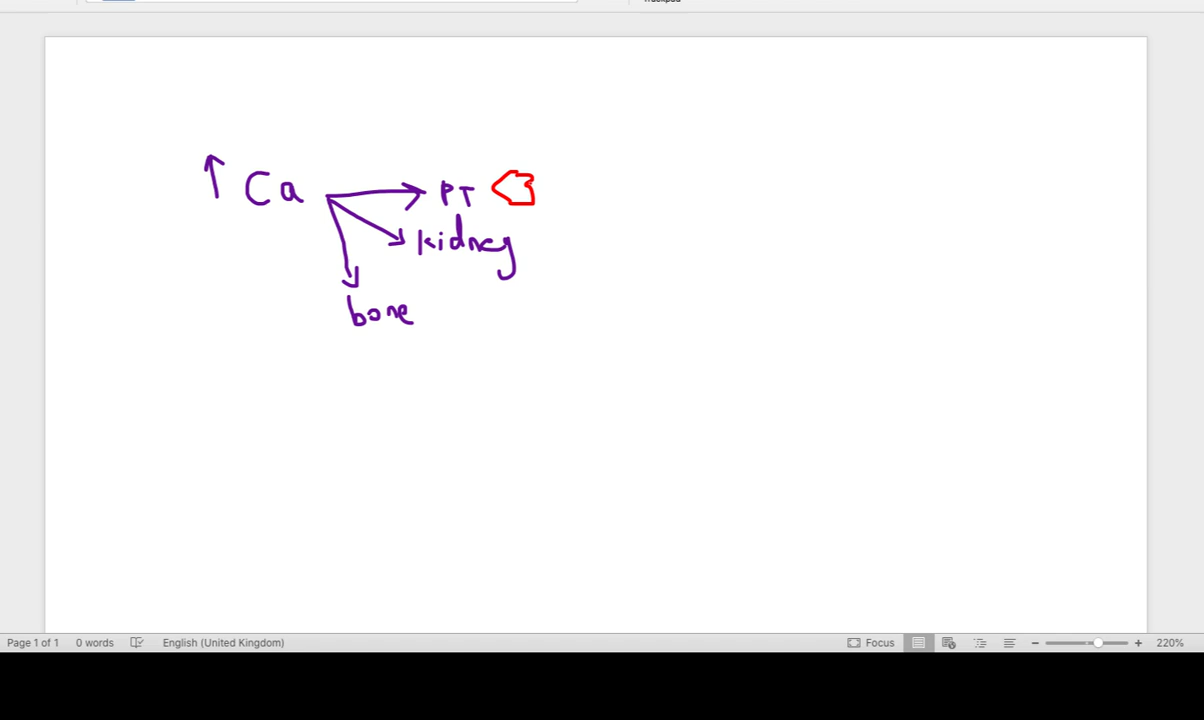 ↑ Ca → PT
kidney
bone
Page 1 of 1 0 words English (United Kingdom) Focus 220%